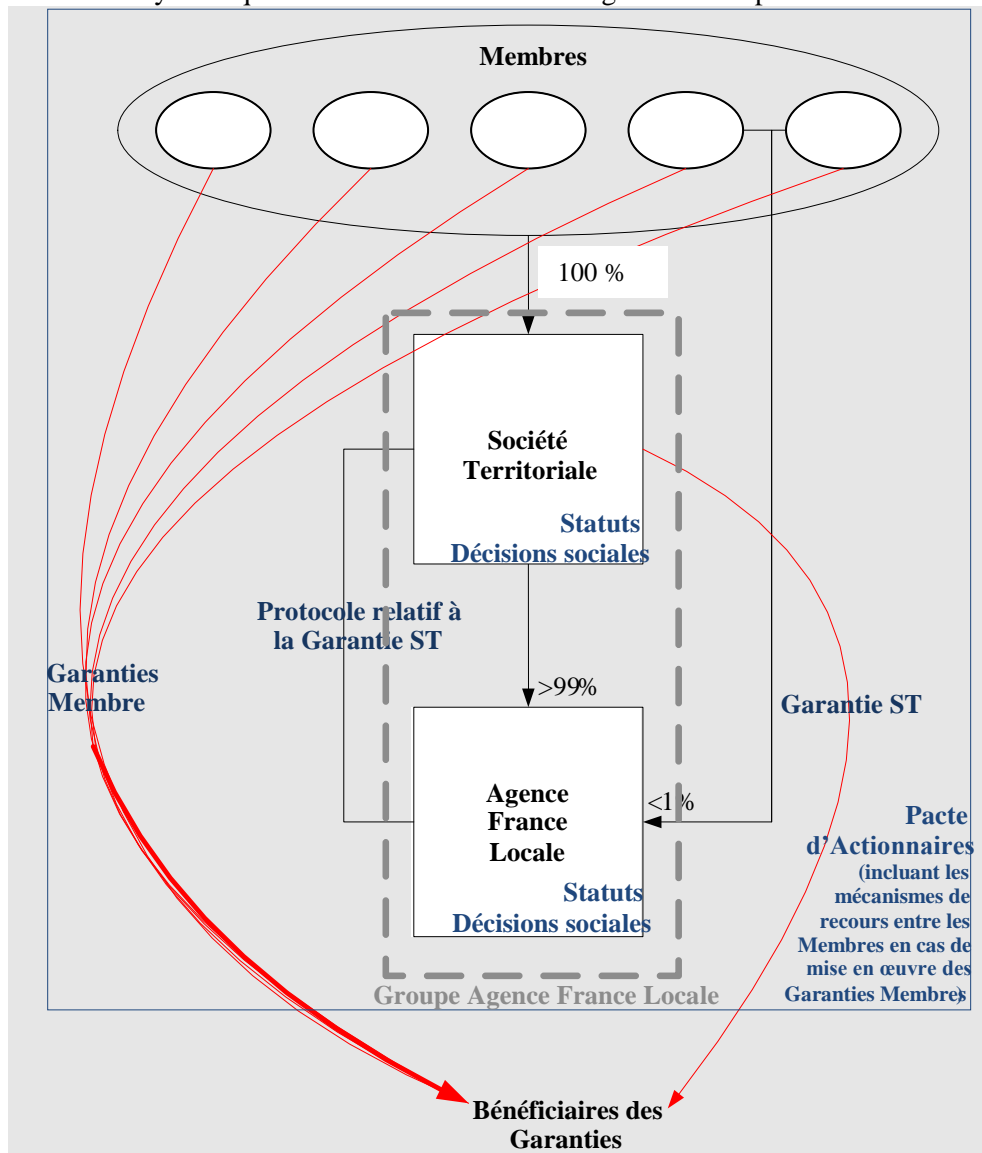 Membres
100 %
Société
Territoriale
Statuts
Décisions sociales
Protocole relatif à
la Garantie ST
Garanties
Membre
>99%
Garantie ST
Agence
France
Locale
<1%
Statuts
Décisions sociales
Pacte
d’Actionnaires
(incluant les
mécanismes de
recours entre les
Membres en cas de
mise en œuvre des
Garanties Membres)
Groupe Agence France Locale
Bénéficiaires des
Garanties